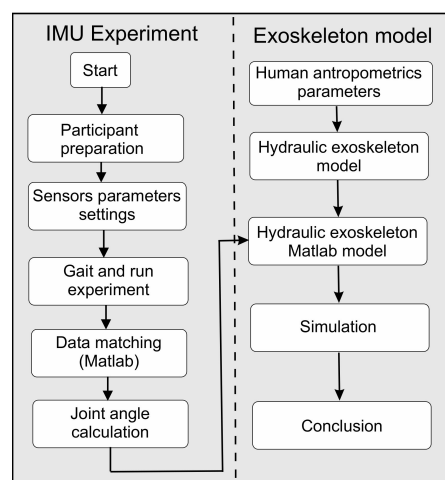 IMU Experiment
Start
Participant
preparation
Sensors parameters
settings
Gait and run
experiment
Data matching
(Matlab)
Joint angle
calculation
Exoskeleton model
Human antropometrics
parameters
Hydraulic exoskeleton
model
Hydraulic exoskeleton
Matlab model
Simulation
Conclusion